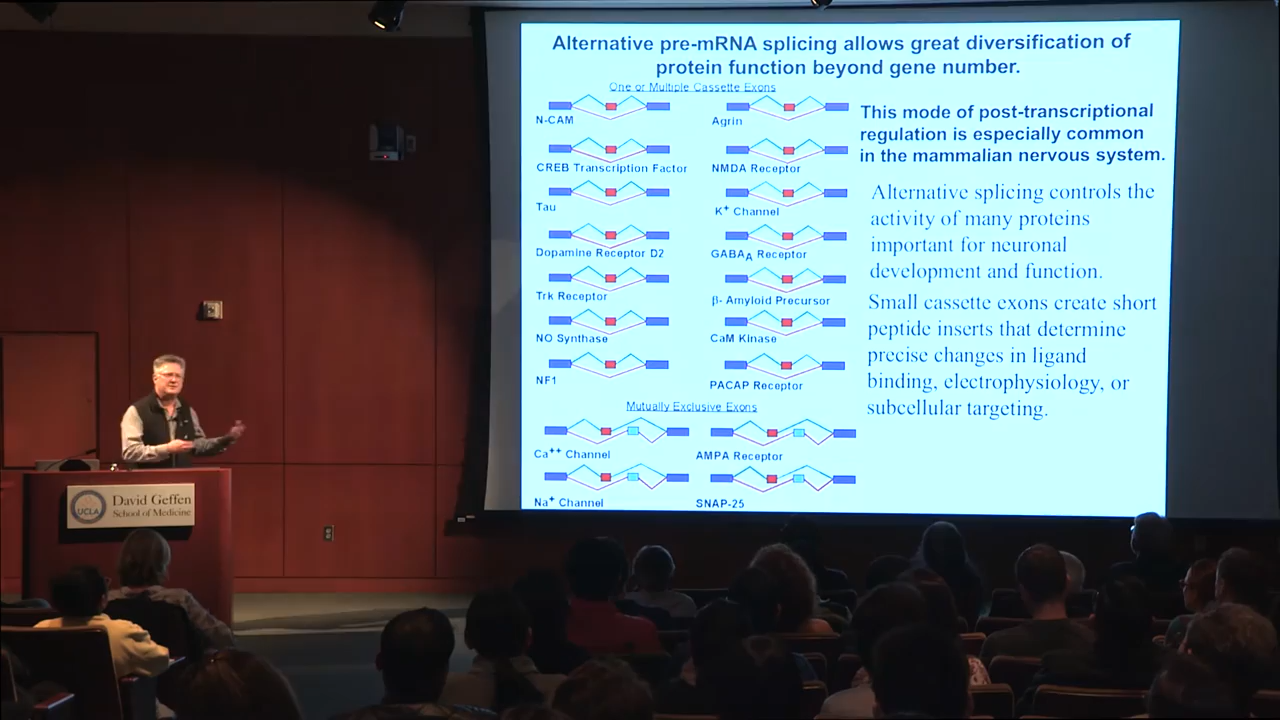 Alternative pre-mRNA splicing allows great diversification of
protein function beyond gene number.
One or Multiple Cassette Exons
N-CAM
Agrin
CREB Transcription Factor
NMDA Receptor
Tau
K+ Channel
Dopamine Receptor D2
GABAA Receptor
Trk Receptor
β- Amyloid Precursor
NO Synthase
CaM Kinase
NF1
PACAP Receptor
Mutually Exclusive Exons
Ca++ Channel
AMPA Receptor
Na+ Channel
SNAP-25
This mode of post-transcriptional
regulation is especially common
in the mammalian nervous system.
Alternative splicing controls the
activity of many proteins
important for neuronal
development and function.
Small cassette exons create short
peptide inserts that determine
precise changes in ligand
binding, electrophysiology, or
subcellular targeting.
UCLA
David Geffen
School of Medicine